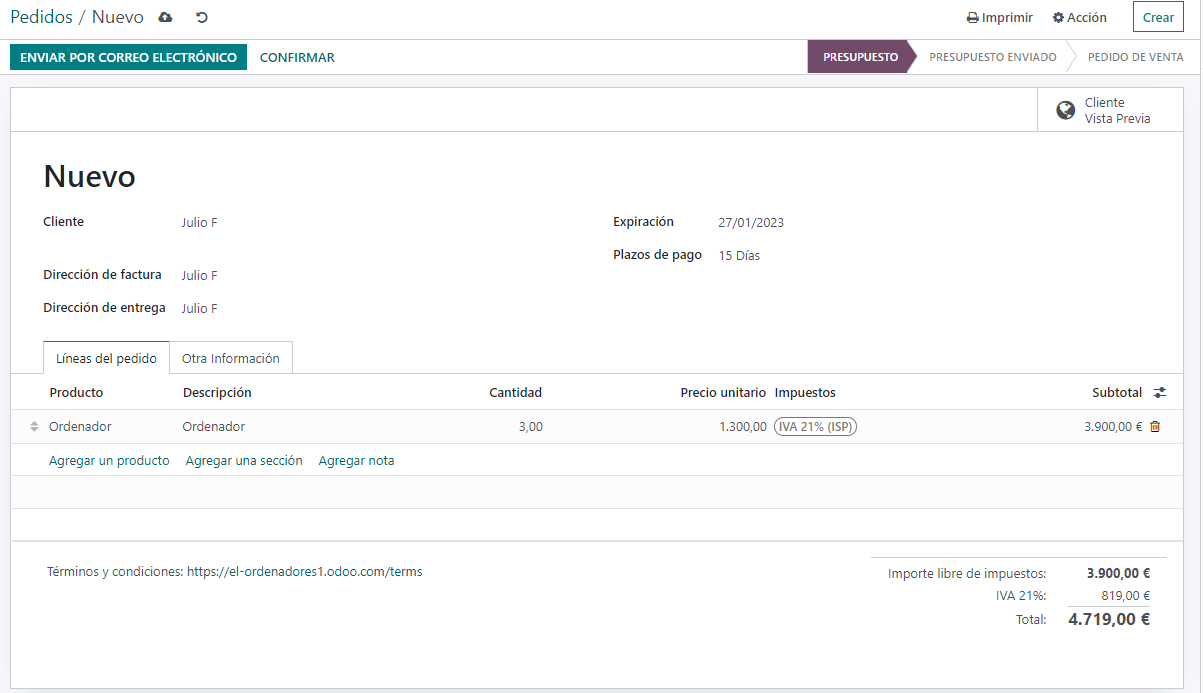 Pedidos / Nuevo
Imprimir
Acción
Crear
ENVIAR POR CORREO ELECTRÓNICO
CONFIRMAR
PRESUPUESTO
PRESUPUESTO ENVIADO
PEDIDO DE VENTA
Cliente
Vista Previa
Nuevo
Cliente Julio F
Expiración 27/01/2023
Plazos de pago 15 Días
Dirección de factura Julio F
Dirección de entrega Julio F
Líneas del pedido Otra Información
Producto Descripción Cantidad Precio unitario Impuestos Subtotal
Ordenador Ordenador 3,00 1.300,00 IVA 21% (ISP) 3.900,00 €
Agregar un producto Agregar una sección Agregar nota
Términos y condiciones: https://el-ordenadores1.odoo.com/terms
Importe libre de impuestos: 3.900,00 €
IVA 21%: 819,00 €
Total: 4.719,00 €